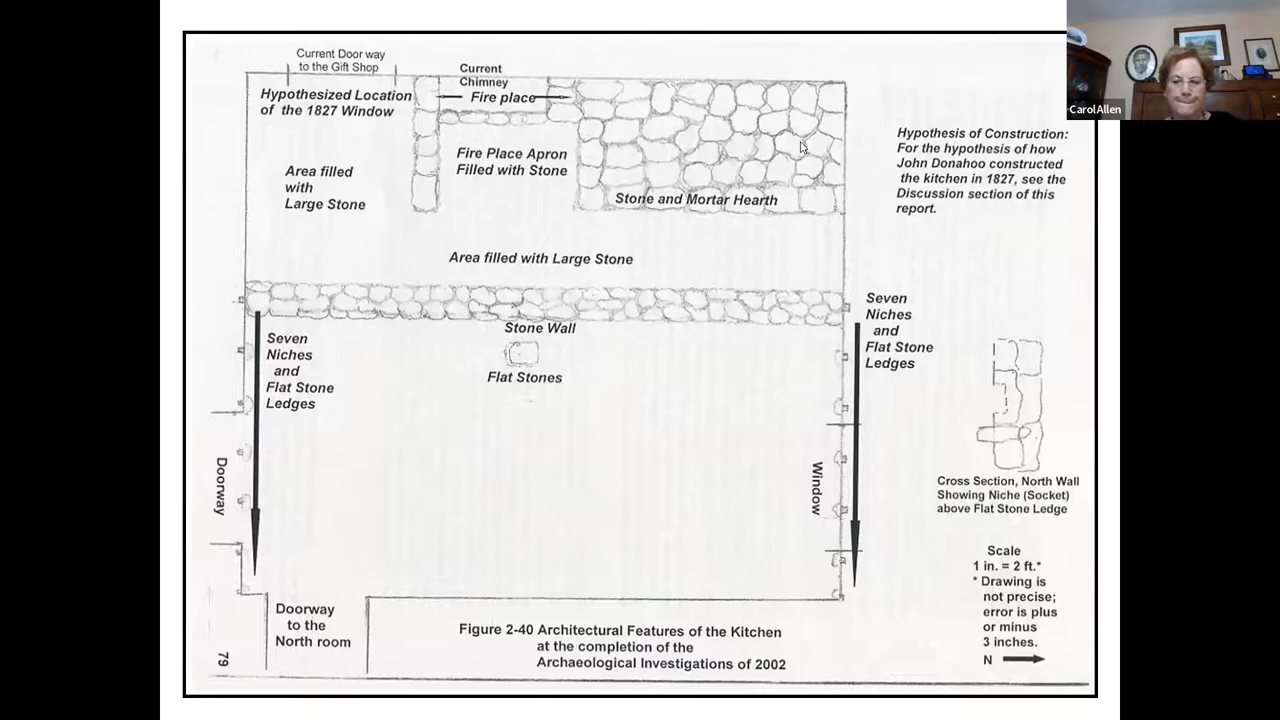 Current Door way
to the Gift Shop
Current
Chimney
Fire place
Hypothesized Location
of the 1827 Window
Fire Place Apron
Filled with Stone
Area filled
with
Large Stone
Stone and Mortar Hearth
Area filled with Large Stone
Stone Wall
Flat Stones
Seven
Niches
and
Flat Stone
Ledges
Doorway
Doorway
to the
North room
79
Seven
Niches
and
Flat Stone
Ledges
Window
Figure 2-40 Architectural Features of the Kitchen
at the completion of the
Archaeological Investigations of 2002
CarolAllen
Hypothesis of Construction:
For the hypothesis of how
John Donahoo constructed
the kitchen in 1827, see the
Discussion section of this
report.
Cross Section, North Wall
Showing Niche (Socket)
above Flat Stone Ledge
Scale
1 in. = 2 ft.*
* Drawing is
not precise;
error is plus
or minus
3 inches.
N